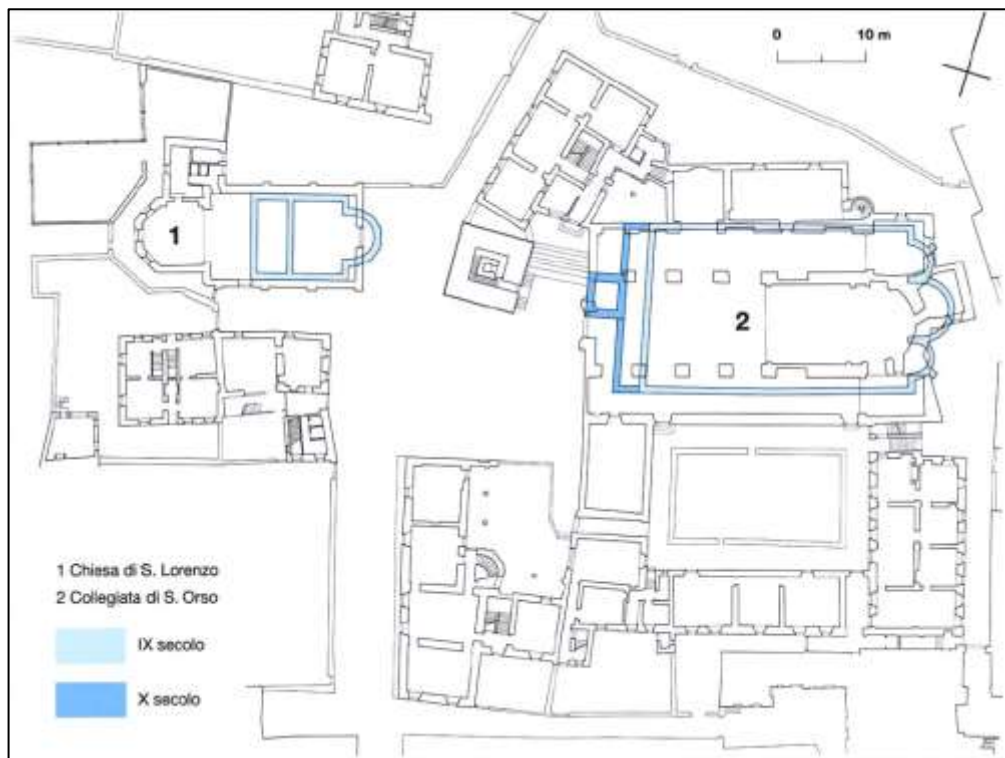 0 10 m
1
2
1 Chiesa di S. Lorenzo
2 Collegiata di S. Orso
IX secolo
X secolo